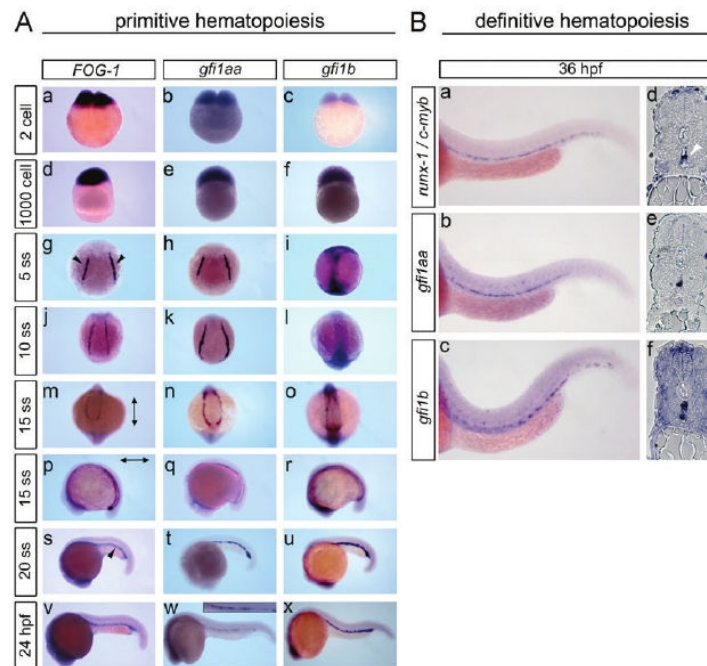 A primitive hematopoiesis
FOG-1 gfi1aa gfi1b
2 cell
a b c
1000 cell
d e f
5 ss
g h i
10 ss
j k l
15 ss
m n o
15 ss
p q r
20 ss
s t u
24 hpf
v w x
B definitive hematopoiesis
36 hpf
runx-1 / c-myb
a d
gfi1aa
b e
gfi1b
c f